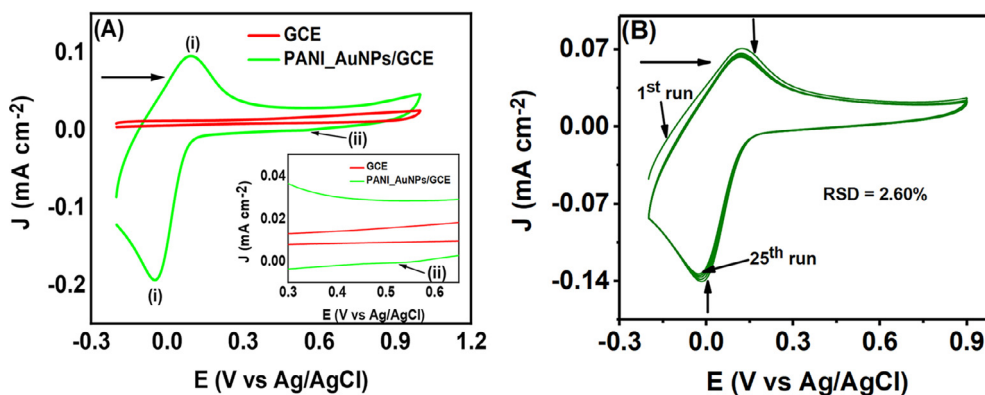 (A)
(i)
GCE
PANI_AuNPs/GCE
0.1
0.0
-0.1
-0.2
J (mA cm-2)
(ii)
(i)
GCE
PANI_AuNPs/GCE
0.04
0.02
0.00
J (mA cm-2)
(ii)
0.3 0.4 0.5 0.6
E (V vs Ag/AgCl)
-0.3 0.0 0.3 0.6 0.9 1.2
E (V vs Ag/AgCl)
(B)
0.07
0.00
-0.07
-0.14
J (mA cm-2)
1st run
RSD = 2.60%
25th run
-0.3 0.0 0.3 0.6 0.9
E (V vs Ag/AgCl)